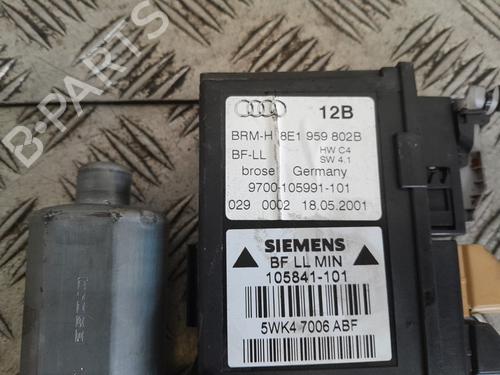 B-PARTS
12B
BRM-H 8E1 959 802B
BF-LL HW C4
SW 4.1
brose Germany
9700-105991-101
029 0002 18.05.2001
SIEMENS
BF LL MIN
105841-101
5WK4 7006 ABF